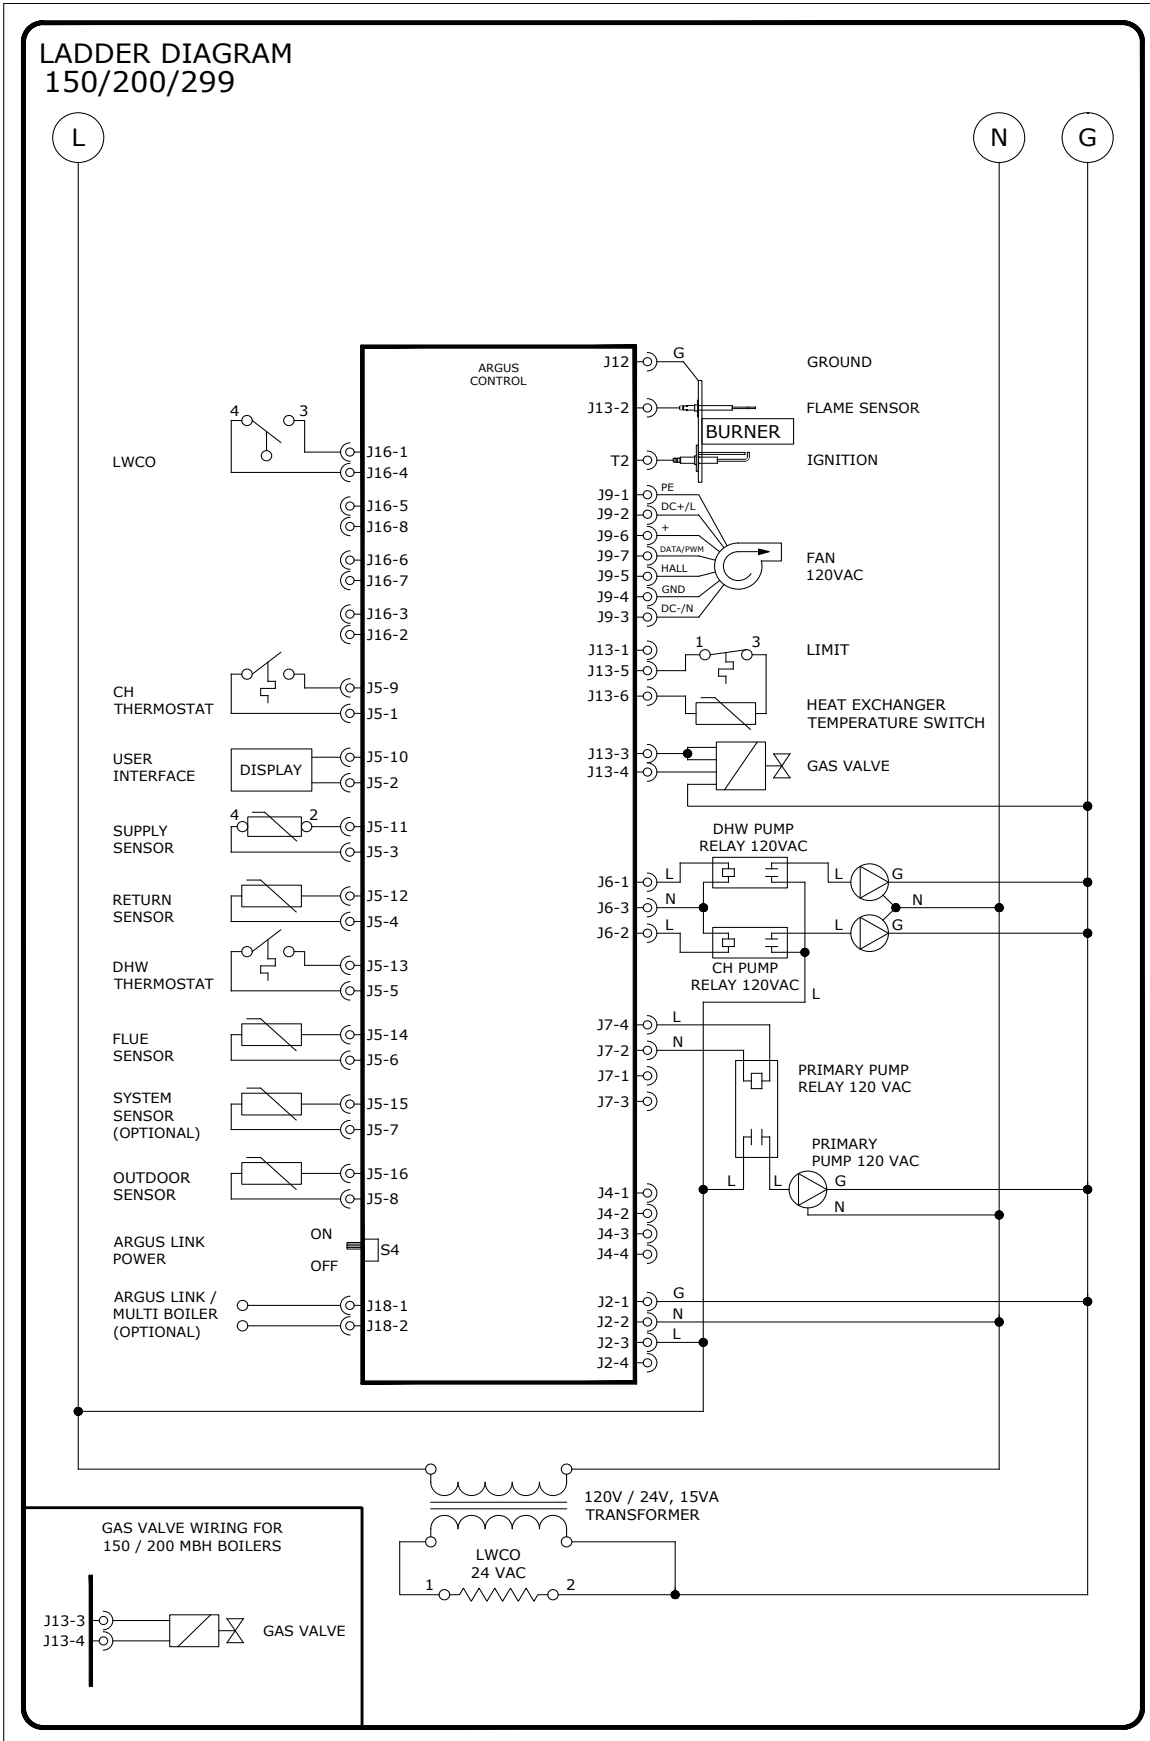 LADDER DIAGRAM
150/200/299
L
N
G
ARGUS
CONTROL
LWCO
4
3
J16-1
J16-4
J16-5
J16-8
J16-6
J16-7
J16-3
J16-2
CH
THERMOSTAT
J5-9
J5-1
USER
INTERFACE
DISPLAY
J5-10
J5-2
SUPPLY
SENSOR
4
2
J5-11
J5-3
RETURN
SENSOR
J5-12
J5-4
DHW
THERMOSTAT
J5-13
J5-5
FLUE
SENSOR
J5-14
J5-6
SYSTEM
SENSOR
(OPTIONAL)
J5-15
J5-7
OUTDOOR
SENSOR
J5-16
J5-8
ARGUS LINK
POWER
ON
OFF
S4
ARGUS LINK /
MULTI BOILER
(OPTIONAL)
J18-1
J18-2
J12
G
GROUND
J13-2
FLAME SENSOR
BURNER
T2
IGNITION
J9-1
PE
J9-2
DC+/L
J9-6
+
J9-7
DATA/PWM
J9-5
HALL
J9-4
GND
J9-3
DC-/N
FAN
120VAC
J13-1
J13-5
1
3
LIMIT
J13-6
HEAT EXCHANGER
TEMPERATURE SWITCH
J13-3
J13-4
GAS VALVE
DHW PUMP
RELAY 120VAC
J6-1
L
L
G
J6-3
N
N
J6-2
L
L
G
CH PUMP
RELAY 120VAC
L
J7-4
L
J7-2
N
J7-1
J7-3
PRIMARY PUMP
RELAY 120 VAC
PRIMARY
PUMP 120 VAC
L
L
G
N
J4-1
J4-2
J4-3
J4-4
J2-1
G
J2-2
N
J2-3
L
J2-4
120V / 24V, 15VA
TRANSFORMER
LWCO
24 VAC
1
2
GAS VALVE WIRING FOR
150 / 200 MBH BOILERS
J13-3
J13-4
GAS VALVE